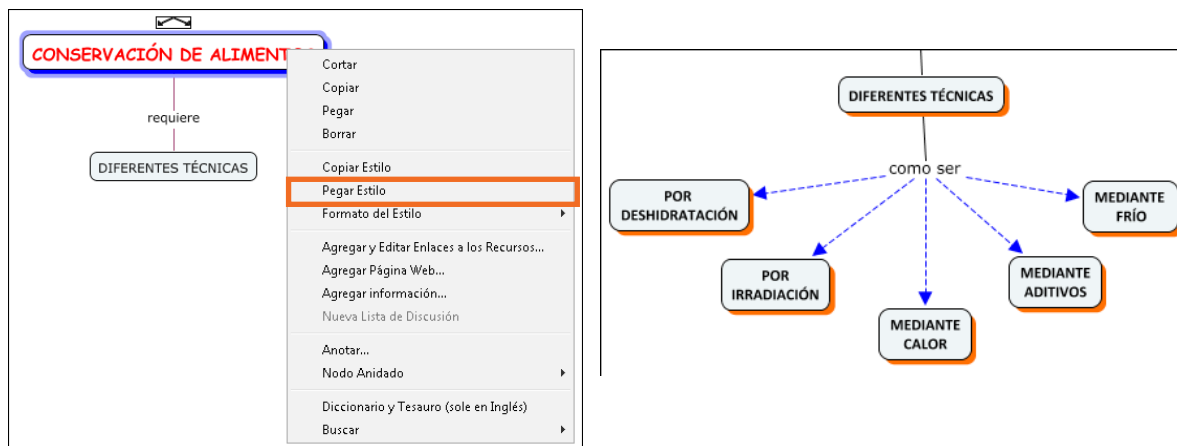 CONSERVACIÓN DE ALIMENT
requiere
DIFERENTES TÉCNICAS
Cortar
Copiar
Pegar
Borrar
Copiar Estilo
Pegar Estilo
Formato del Estilo
Agregar y Editar Enlaces a los Recursos...
Agregar Página Web...
Agregar información...
Nueva Lista de Discusión
Anotar...
Nodo Anidado
Diccionario y Tesauro (sole en Inglés)
Buscar
DIFERENTES TÉCNICAS
como ser
POR
DESHIDRATACIÓN
POR
IRRADIACIÓN
MEDIANTE
CALOR
MEDIANTE
ADITIVOS
MEDIANTE
FRÍO